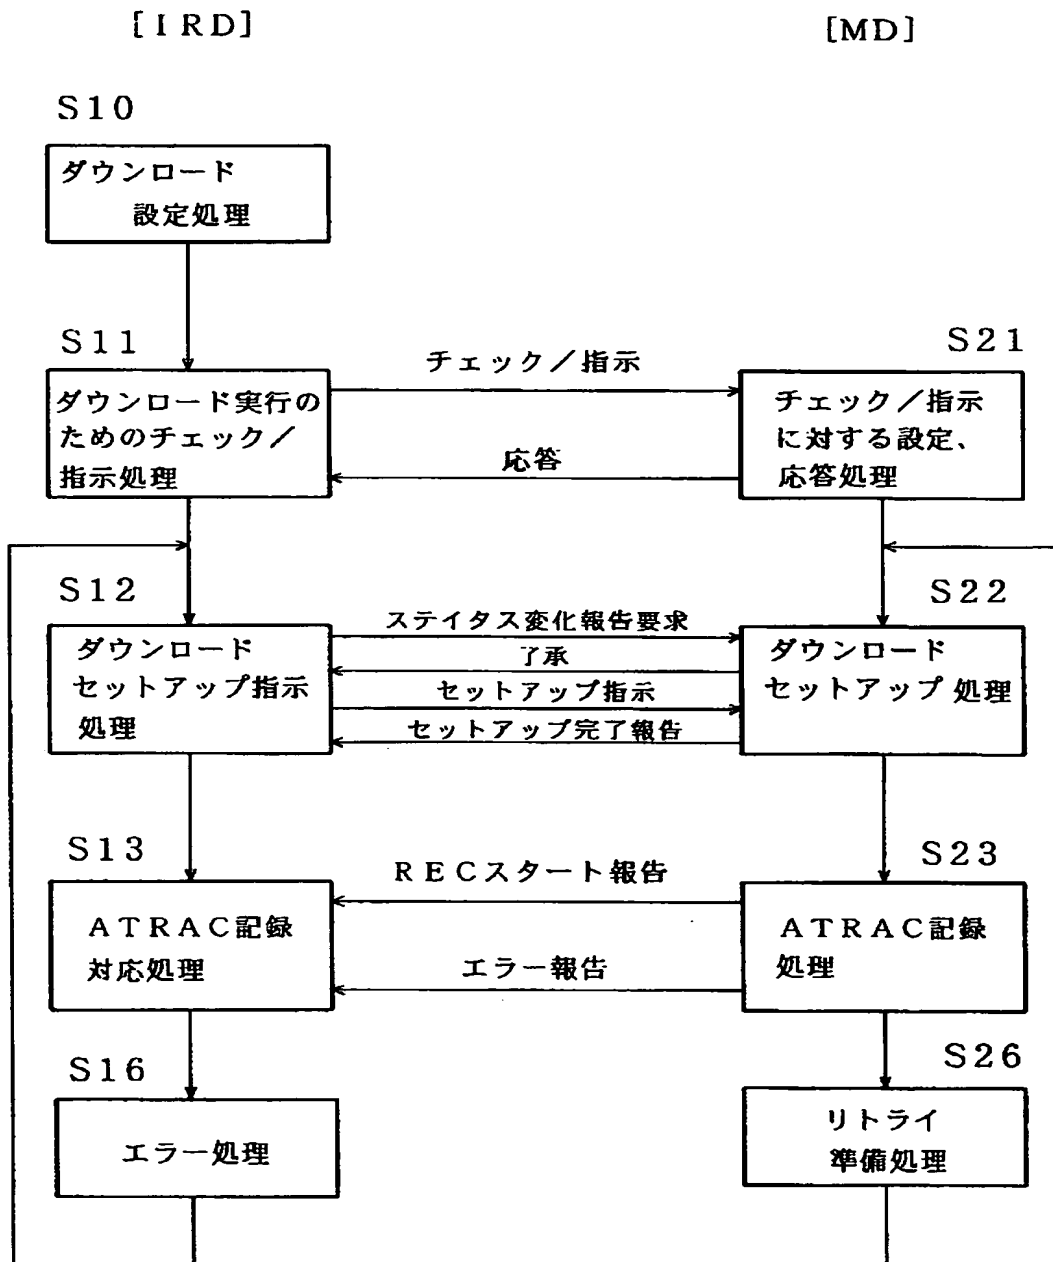 [IRD]
[MD]
S10
ダウンロード
設定処理
S11
S21
チェック/指示
ダウンロード実行の
ためのチェック/
指示処理
チェック/指示
に対する設定、
応答処理
応答
S12
S22
ステイタス変化報告要求
了承
セットアップ指示
セットアップ完了報告
ダウンロード
セットアップ指示
処理
ダウンロード
セットアップ処理
S13
S23
RECスタート報告
ATRAC記録
対応処理
ATRAC記録
処理
エラー報告
S16
S26
エラー処理
リトライ
準備処理